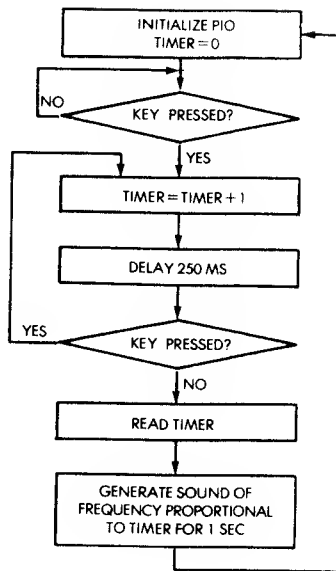 INITIALIZE PIO
TIMER = 0
NO
KEY PRESSED?
YES
TIMER = TIMER + 1
DELAY 250 MS
YES
KEY PRESSED?
NO
READ TIMER
GENERATE SOUND OF
FREQUENCY PROPORTIONAL
TO TIMER FOR 1 SEC